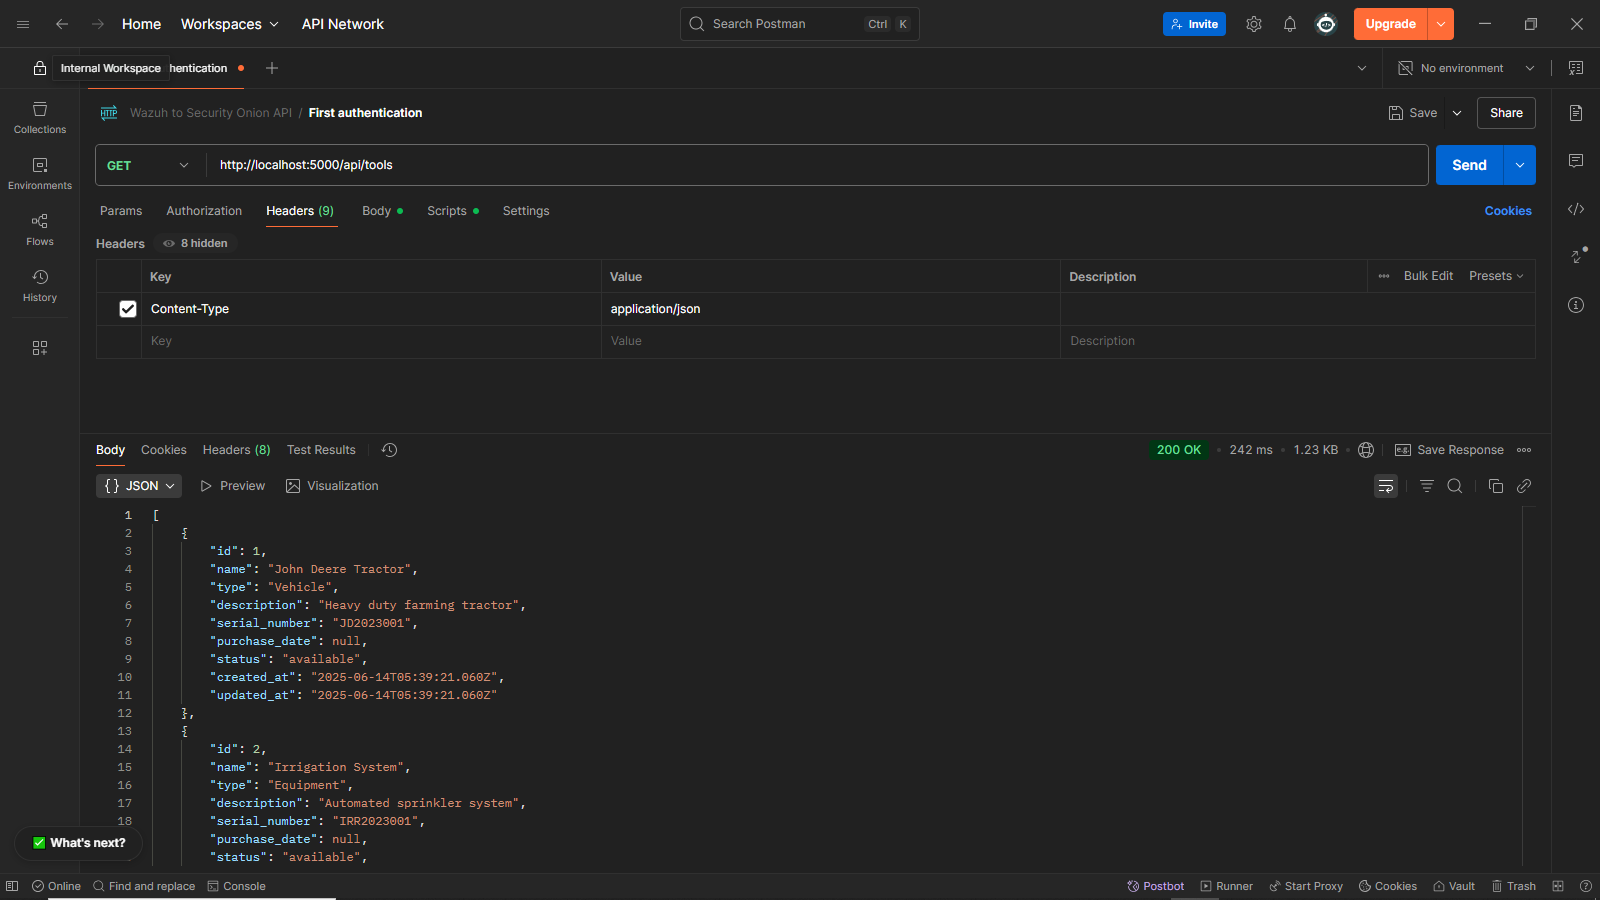 Home Workspaces API Network Search Postman Ctrl K Invite Upgrade
Internal Workspace hentication No environment
Wazuh to Security Onion API / First authentication Save Share
HTTP
GET http://localhost:5000/api/tools Send
Params Authorization Headers (9) Body Scripts Settings Cookies
Headers 8 hidden
Key Value Description Bulk Edit Presets
Content-Type application/json
Key Value Description
Collections
Environments
Flows
History
Body Cookies Headers (8) Test Results 200 OK 242 ms 1.23 KB e.g. Save Response
{} JSON Preview Visualization
1 [
2 {
3 "id": 1,
4 "name": "John Deere Tractor",
5 "type": "Vehicle",
6 "description": "Heavy duty farming tractor",
7 "serial_number": "JD2023001",
8 "purchase_date": null,
9 "status": "available",
10 "created_at": "2025-06-14T05:39:21.060Z",
11 "updated_at": "2025-06-14T05:39:21.060Z"
12 },
13 {
14 "id": 2,
15 "name": "Irrigation System",
16 "type": "Equipment",
17 "description": "Automated sprinkler system",
18 "serial_number": "IRR2023001",
"purchase_date": null,
"status": "available",
What's next?
Online Find and replace Console Postbot Runner Start Proxy Cookies Vault Trash